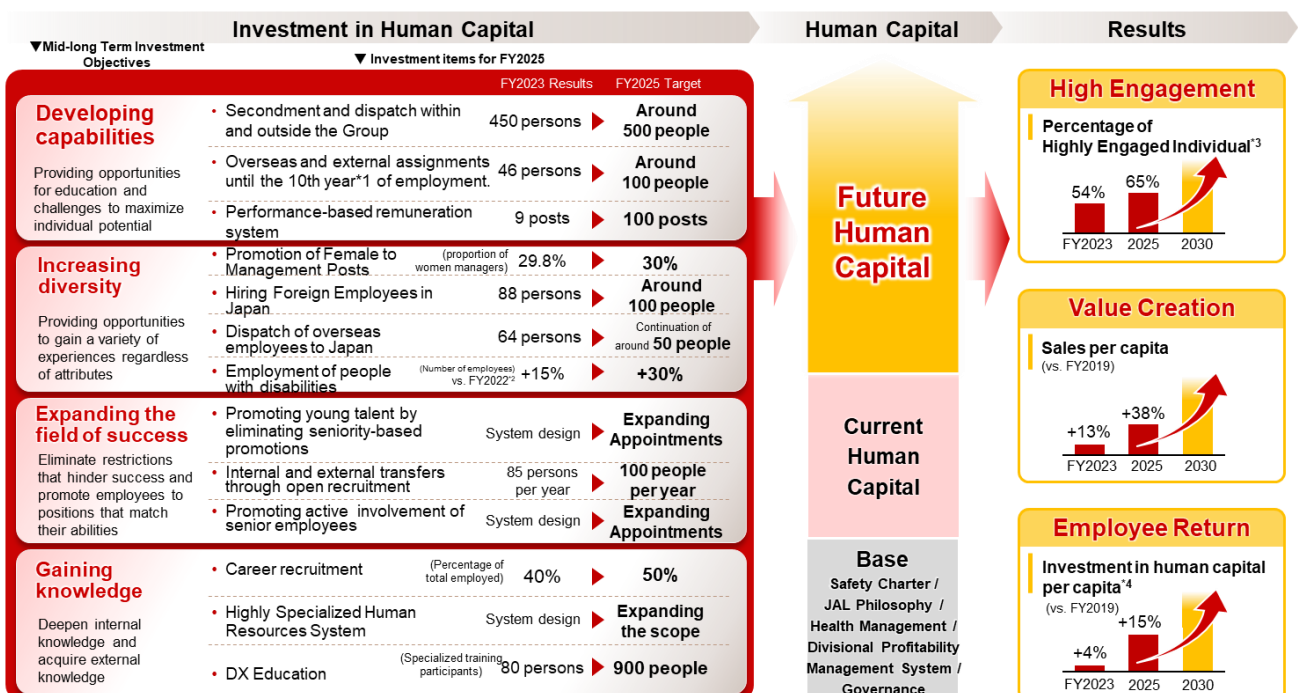 Investment in Human Capital
Human Capital
Results
▼Mid-long Term Investment
Objectives
▼ Investment items for FY2025
FY2023 Results
FY2025 Target
Developing
capabilities
Providing opportunities
for education and
challenges to maximize
individual potential
• Secondment and dispatch within
and outside the Group
450 persons
Around
500 people
• Overseas and external assignments
until the 10th year*1 of employment.
46 persons
Around
100 people
• Performance-based remuneration
system
9 posts
100 posts
Increasing
diversity
Providing opportunities
to gain a variety of
experiences regardless
of attributes
• Promotion of Female to
Management Posts
(proportion of
women managers)
29.8%
30%
• Hiring Foreign Employees in
Japan
88 persons
Around
100 people
• Dispatch of overseas
employees to Japan
64 persons
Continuation of
around 50 people
• Employment of people
with disabilities
(Number of employees)
vs. FY2022*2
+15%
+30%
Expanding the
field of success
Eliminate restrictions
that hinder success and
promote employees to
positions that match
their abilities
• Promoting young talent by
eliminating seniority-based
promotions
System design
Expanding
Appointments
• Internal and external transfers
through open recruitment
85 persons
per year
100 people
per year
• Promoting active involvement of
senior employees
System design
Expanding
Appointments
Gaining
knowledge
Deepen internal
knowledge and
acquire external
knowledge
• Career recruitment
(Percentage of
total employed)
40%
50%
• Highly Specialized Human
Resources System
System design
Expanding
the scope
• DX Education
(Specialized training
participants)
80 persons
900 people
Future
Human
Capital
Current
Human
Capital
Base
Safety Charter /
JAL Philosophy /
Health Management /
Divisional Profitability
Management System /
Governance
High Engagement
Percentage of
Highly Engaged Individual*3
54%
65%
FY2023 2025 2030
Value Creation
Sales per capita
(vs. FY2019)
+13%
+38%
FY2023 2025 2030
Employee Return
Investment in human capital
per capita*4
(vs. FY2019)
+4%
+15%
FY2023 2025 2030